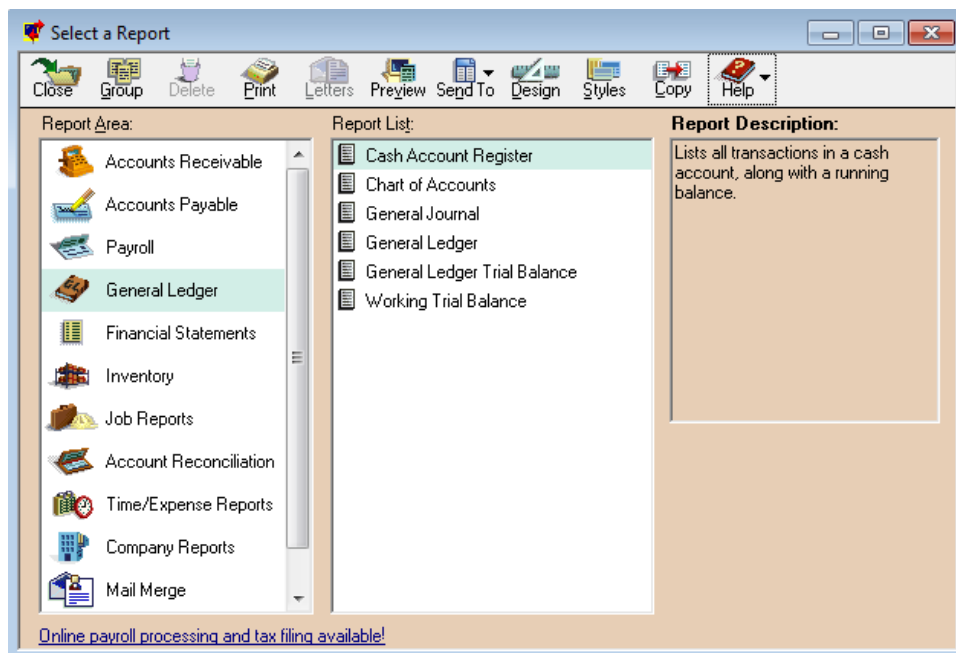 Select a Report
Close Group Delete Print Letters Preview Send To Design Styles Copy Help
Report Area:
Accounts Receivable
Accounts Payable
Payroll
General Ledger
Financial Statements
Inventory
Job Reports
Account Reconciliation
Time/Expense Reports
Company Reports
Mail Merge
Report List:
Cash Account Register
Chart of Accounts
General Journal
General Ledger
General Ledger Trial Balance
Working Trial Balance
Report Description:
Lists all transactions in a cash
account, along with a running
balance.
Online payroll processing and tax filing available!